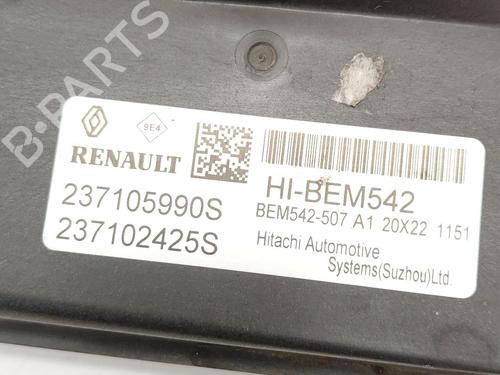 B-PARTS
9E4
RENAULT
237105990S
237102425S
HI-BEM542
BEM542-507 A1 20X22 1151
Hitachi Automotive
Systems(Suzhou)Ltd.